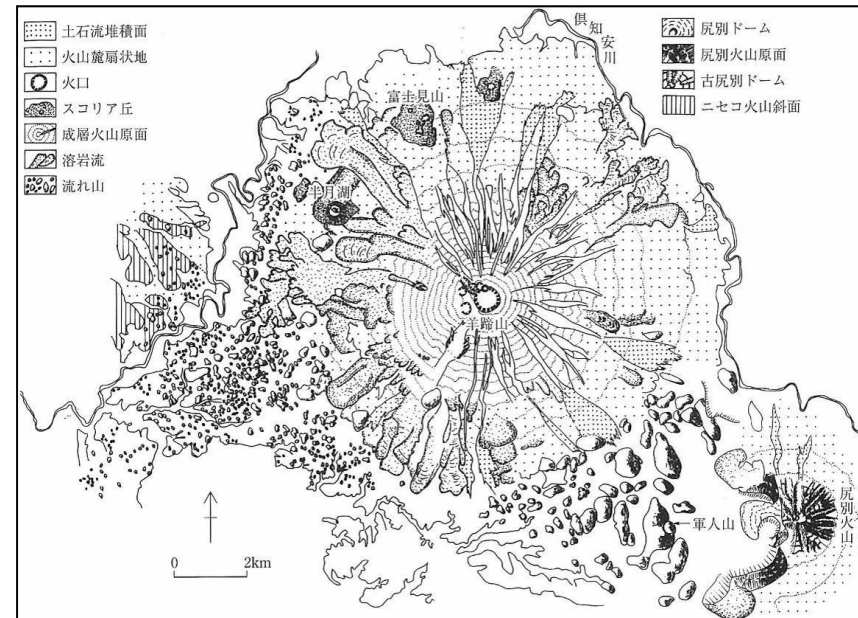 土石流堆積面
火山麓扇状地
火口
スコリア丘
成層火山原面
溶岩流
流れ山
俱知安川
尻別ドーム
尻別火山原面
古尻別ドーム
ニセコ火山斜面
富士見山
半月湖
羊蹄山
軍人山
尻別火山
0 2km